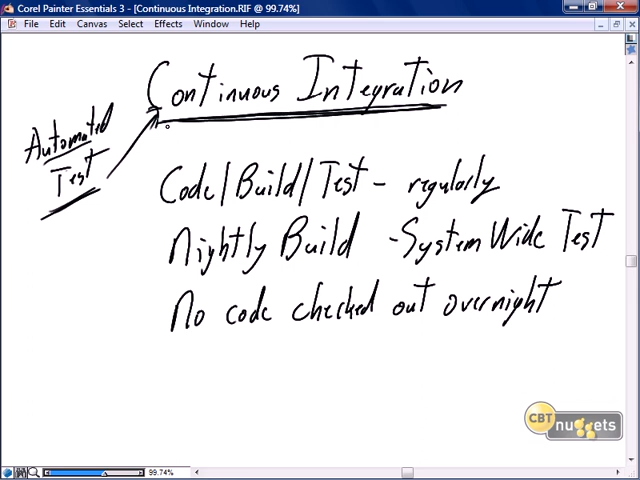 Corel Painter Essentials 3 - [Continuous Integration.RIF @ 99.74%]
File Edit Canvas Select Effects Window Help
Continuous Integration
Automated
Test
Code/Build/Test - regularly
Nightly Build - System Wide Test
No code checked out overnight
CBT nuggets
99.74%